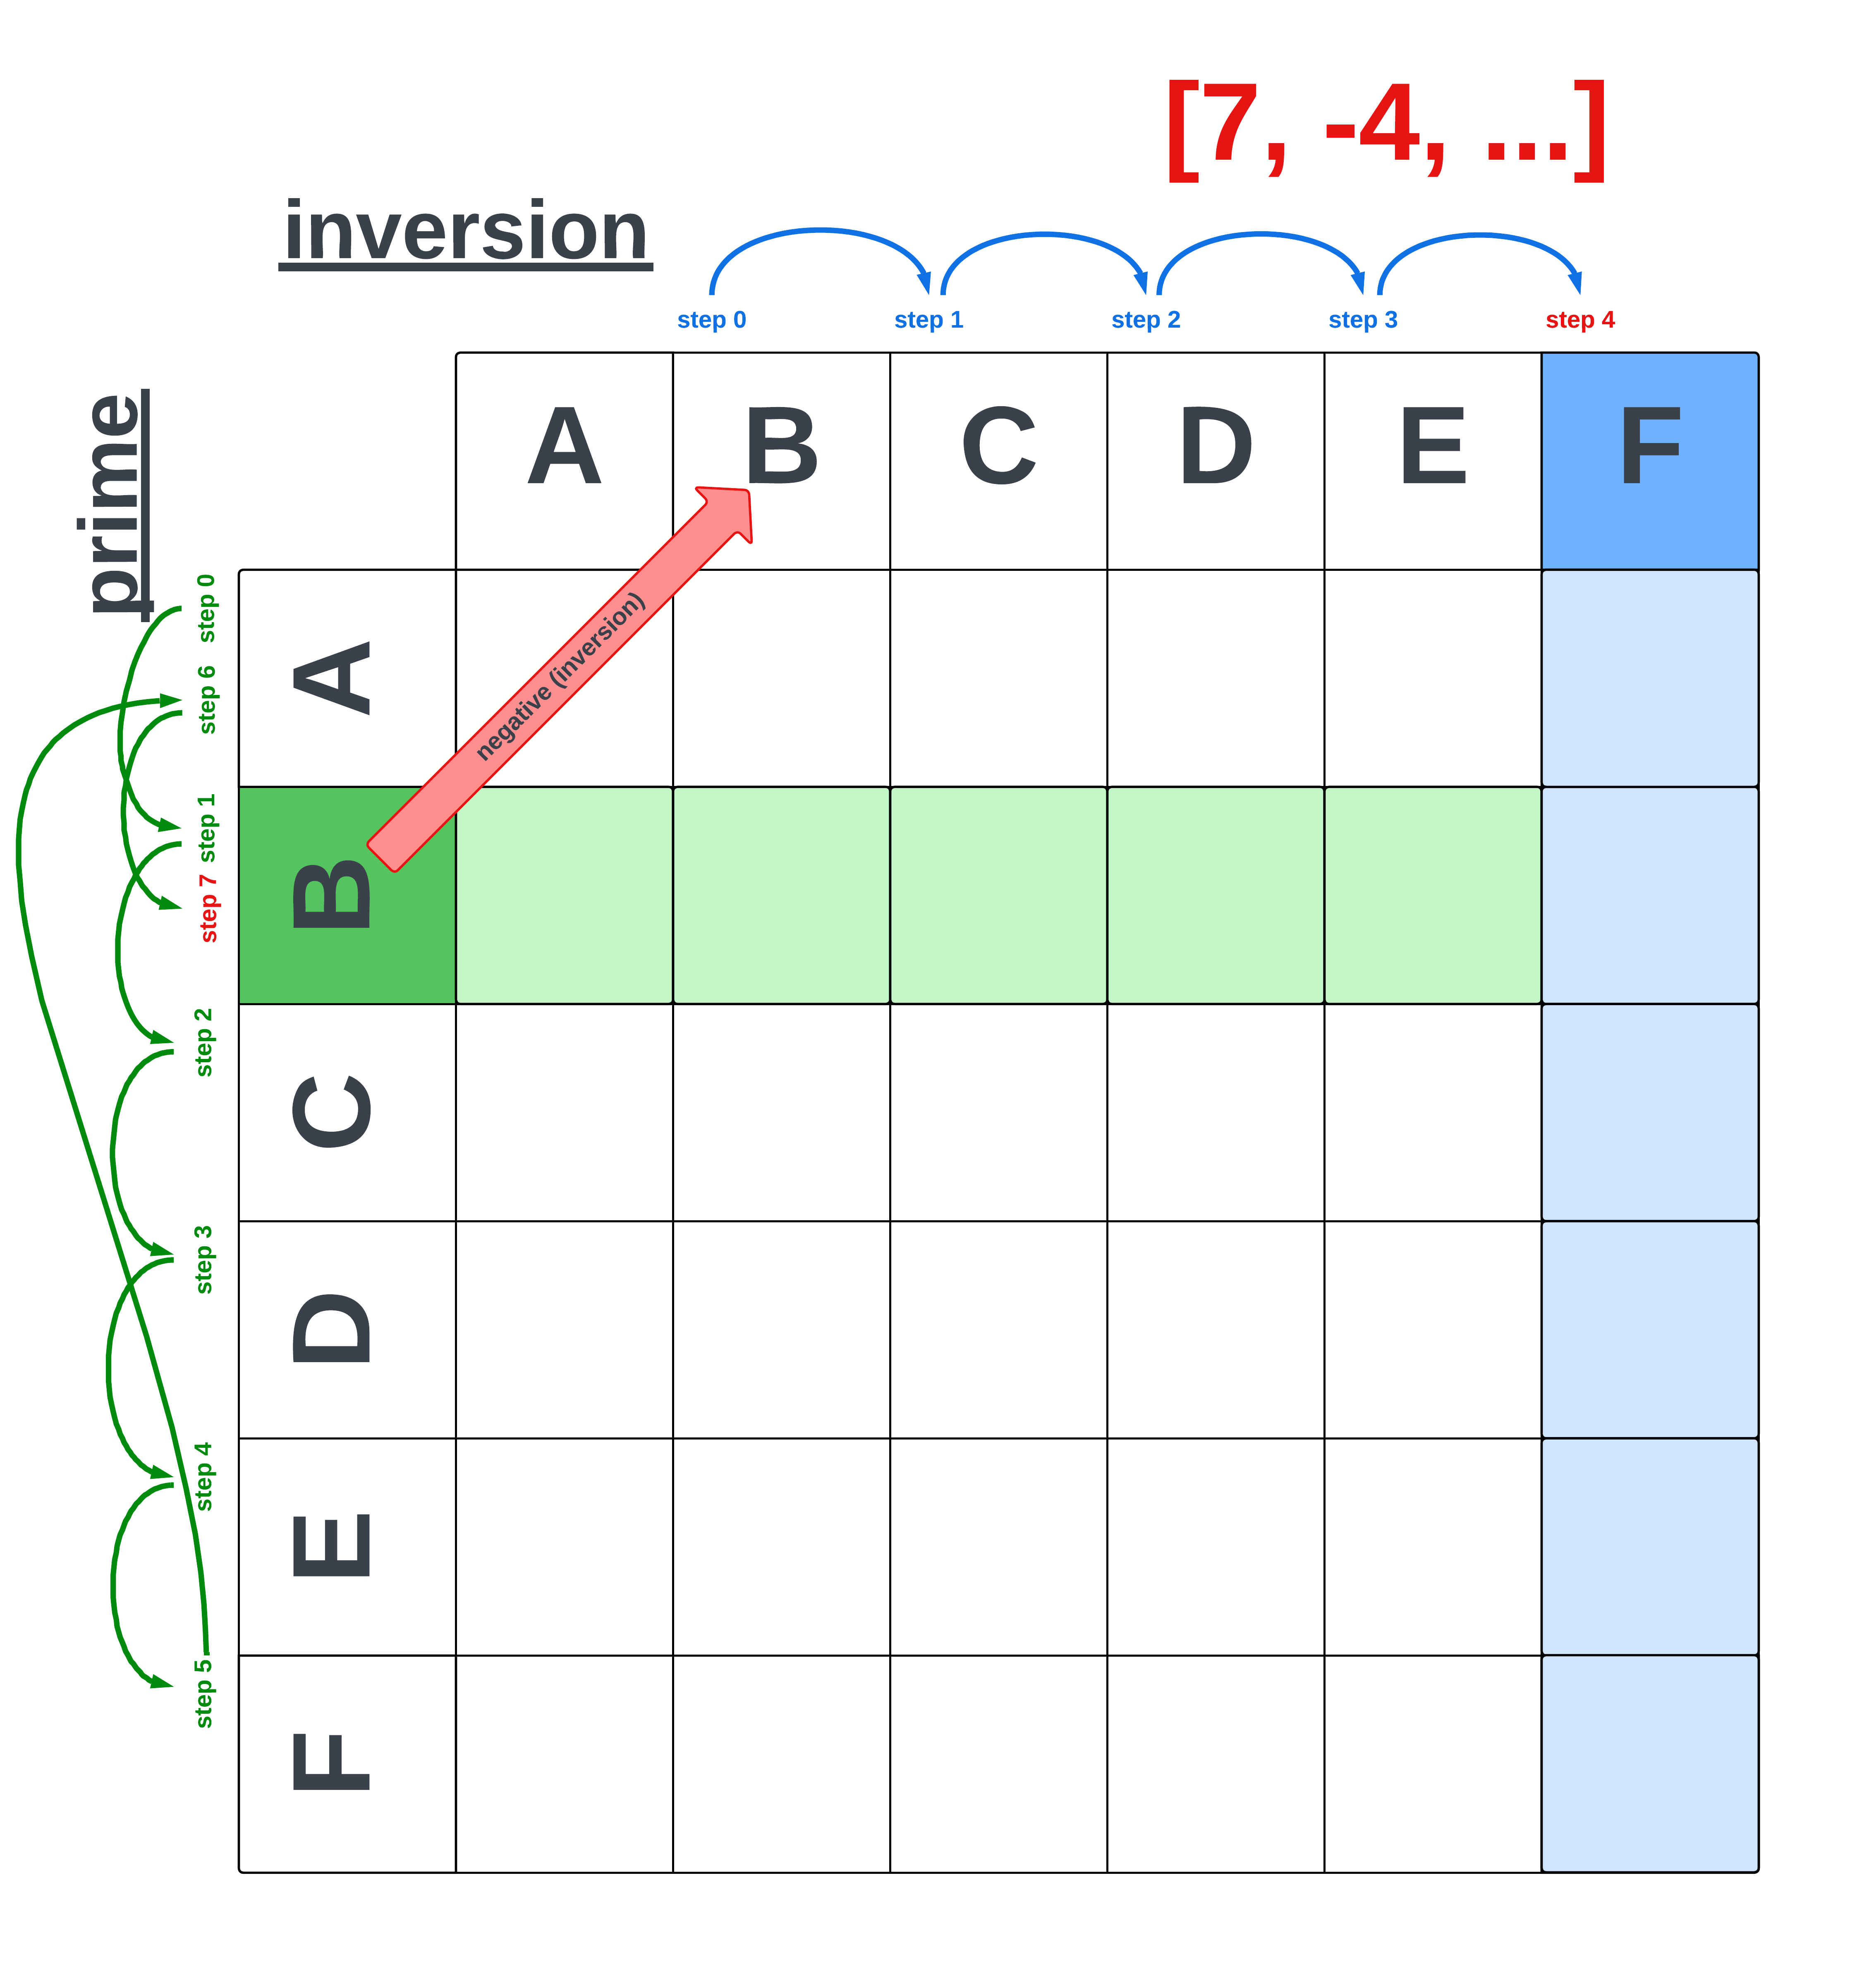 [7, -4, ...]
inversion
step 0
step 1
step 2
step 3
step 4
prime
A
B
C
D
E
F
step 0
step 6
A
negative (inversion)
step 1
step 7
B
step 2
C
step 3
D
step 4
E
step 5
F